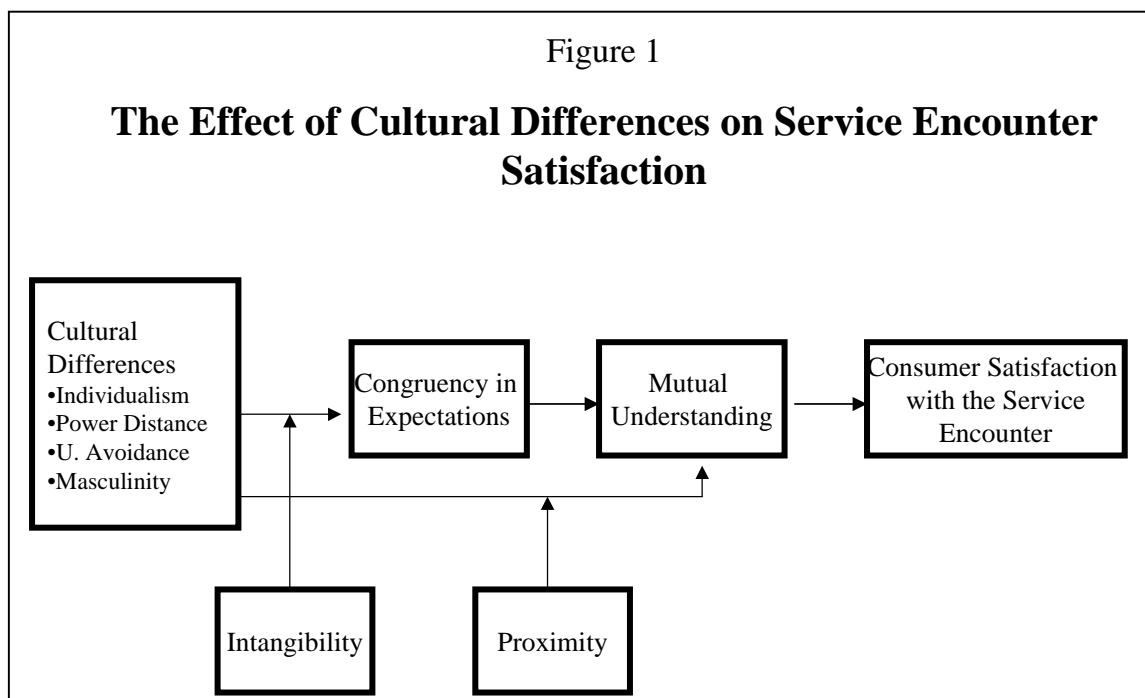 Figure 1
The Effect of Cultural Differences on Service Encounter
Satisfaction
Cultural
Differences
•Individualism
•Power Distance
•U. Avoidance
•Masculinity
Congruency in
Expectations
Mutual
Understanding
Consumer Satisfaction
with the Service
Encounter
Intangibility
Proximity